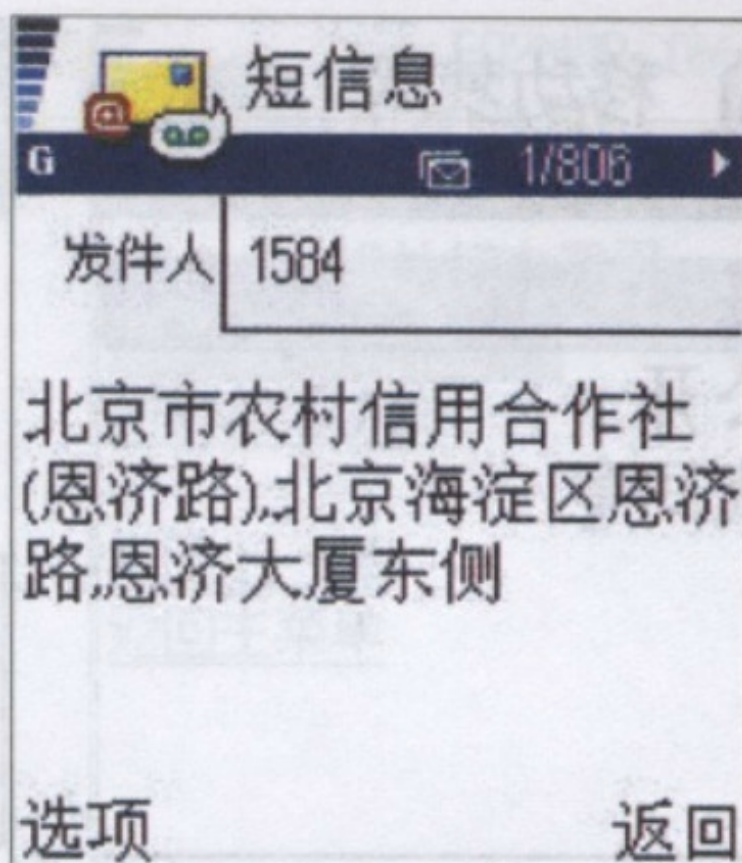 短信息
G 1/806
发件人 1584
北京市农村信用合作社
(恩济路),北京海淀区恩济
路,恩济大厦东侧
选项 返回